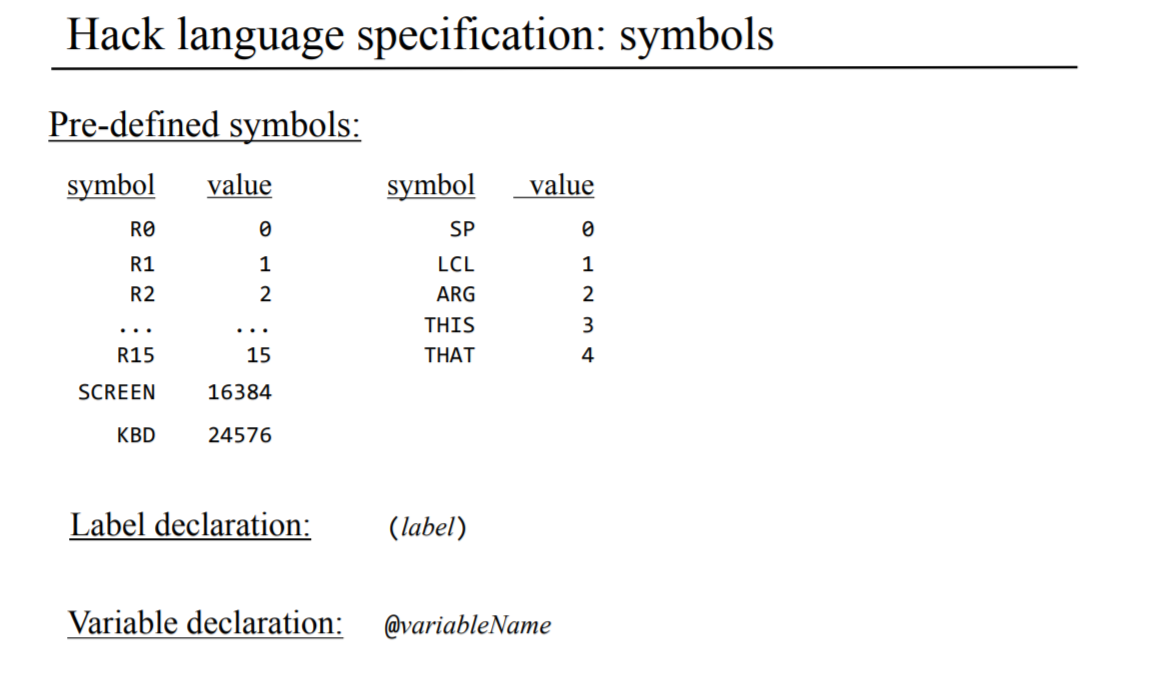 Hack language specification: symbols
Pre-defined symbols:
symbol value symbol value
R0 0 SP 0
R1 1 LCL 1
R2 2 ARG 2
... ... THIS 3
R15 15 THAT 4
SCREEN 16384
KBD 24576
Label declaration: (label)
Variable declaration: @variableName